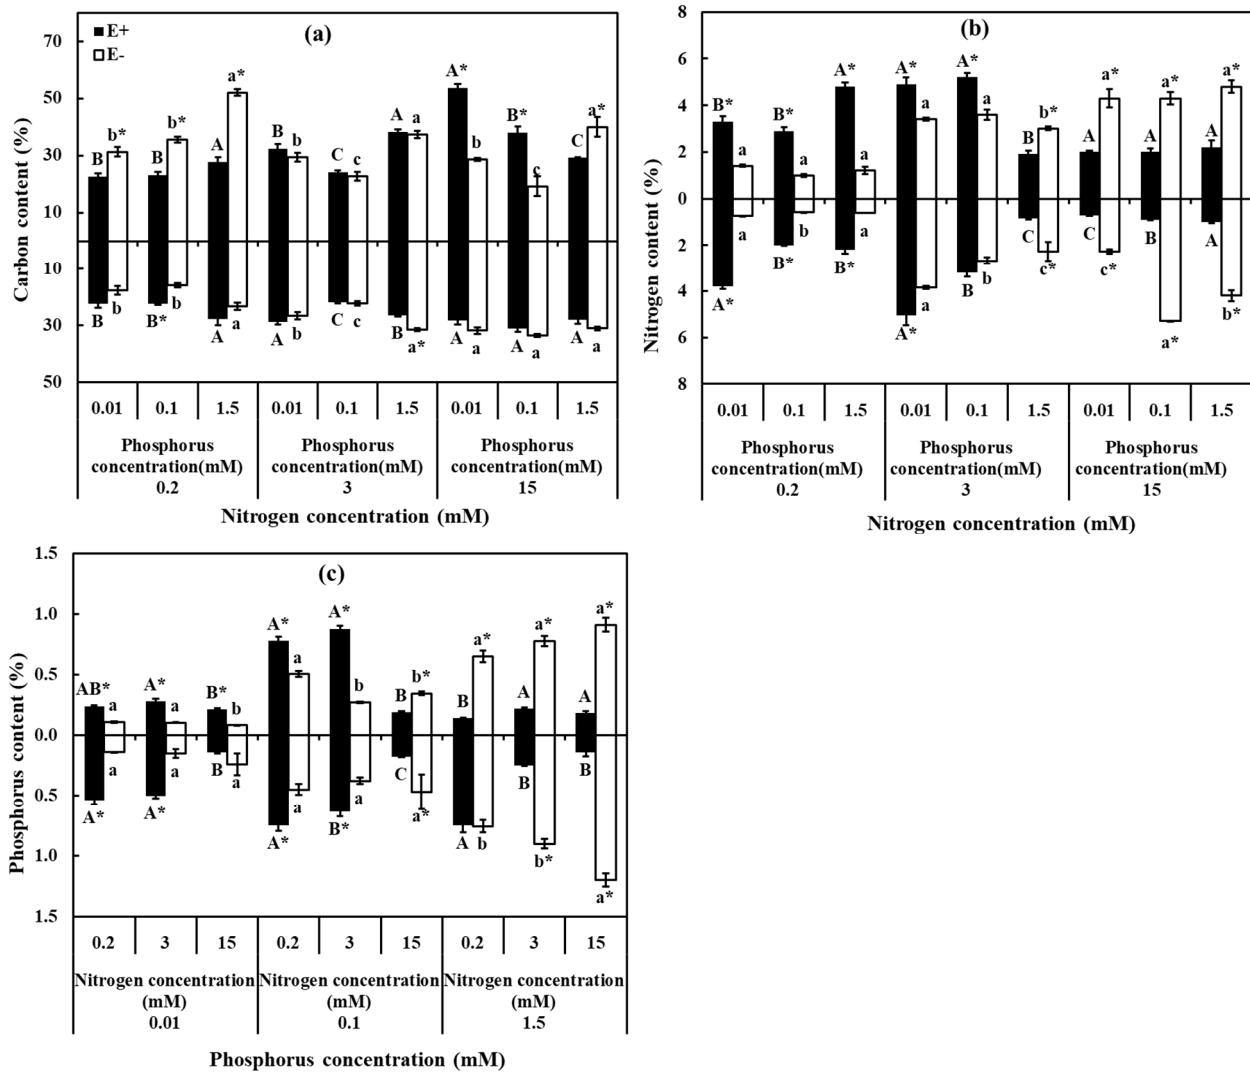 (a)
E+
E-
70
50
30
10
10
30
50
Carbon content (%)
B b* B b* A a*
B b C c A a
A* b B* c C a*
B b B* b A a
A b C c B a*
A a A a A a
0.01 0.1 1.5 0.01 0.1 1.5 0.01 0.1 1.5
Phosphorus Phosphorus Phosphorus
concentration(mM) concentration(mM) concentration(mM)
0.2 3 15
Nitrogen concentration (mM)
(b)
8
6
4
2
0
2
4
6
8
Nitrogen content (%)
B* a B* a A* a
A* a A* a B b*
A a* A a* A a*
A* a B* b B* a
A* a B b C c*
C c* B a* A b*
0.01 0.1 1.5 0.01 0.1 1.5 0.01 0.1 1.5
Phosphorus Phosphorus Phosphorus
concentration(mM) concentration(mM) concentration(mM)
0.2 3 15
Nitrogen concentration (mM)
(c)
1.5
1.0
0.5
0.0
0.5
1.0
1.5
Phosphorus content (%)
AB* a A* a B* b
A* a A* b B b*
B a* A a* A a*
A* a A* a B a
A* a B* a C a*
A b B b* B a*
0.2 3 15 0.2 3 15 0.2 3 15
Nitrogen concentration Nitrogen concentration Nitrogen concentration
(mM) (mM) (mM)
0.01 0.1 1.5
Phosphorus concentration (mM)